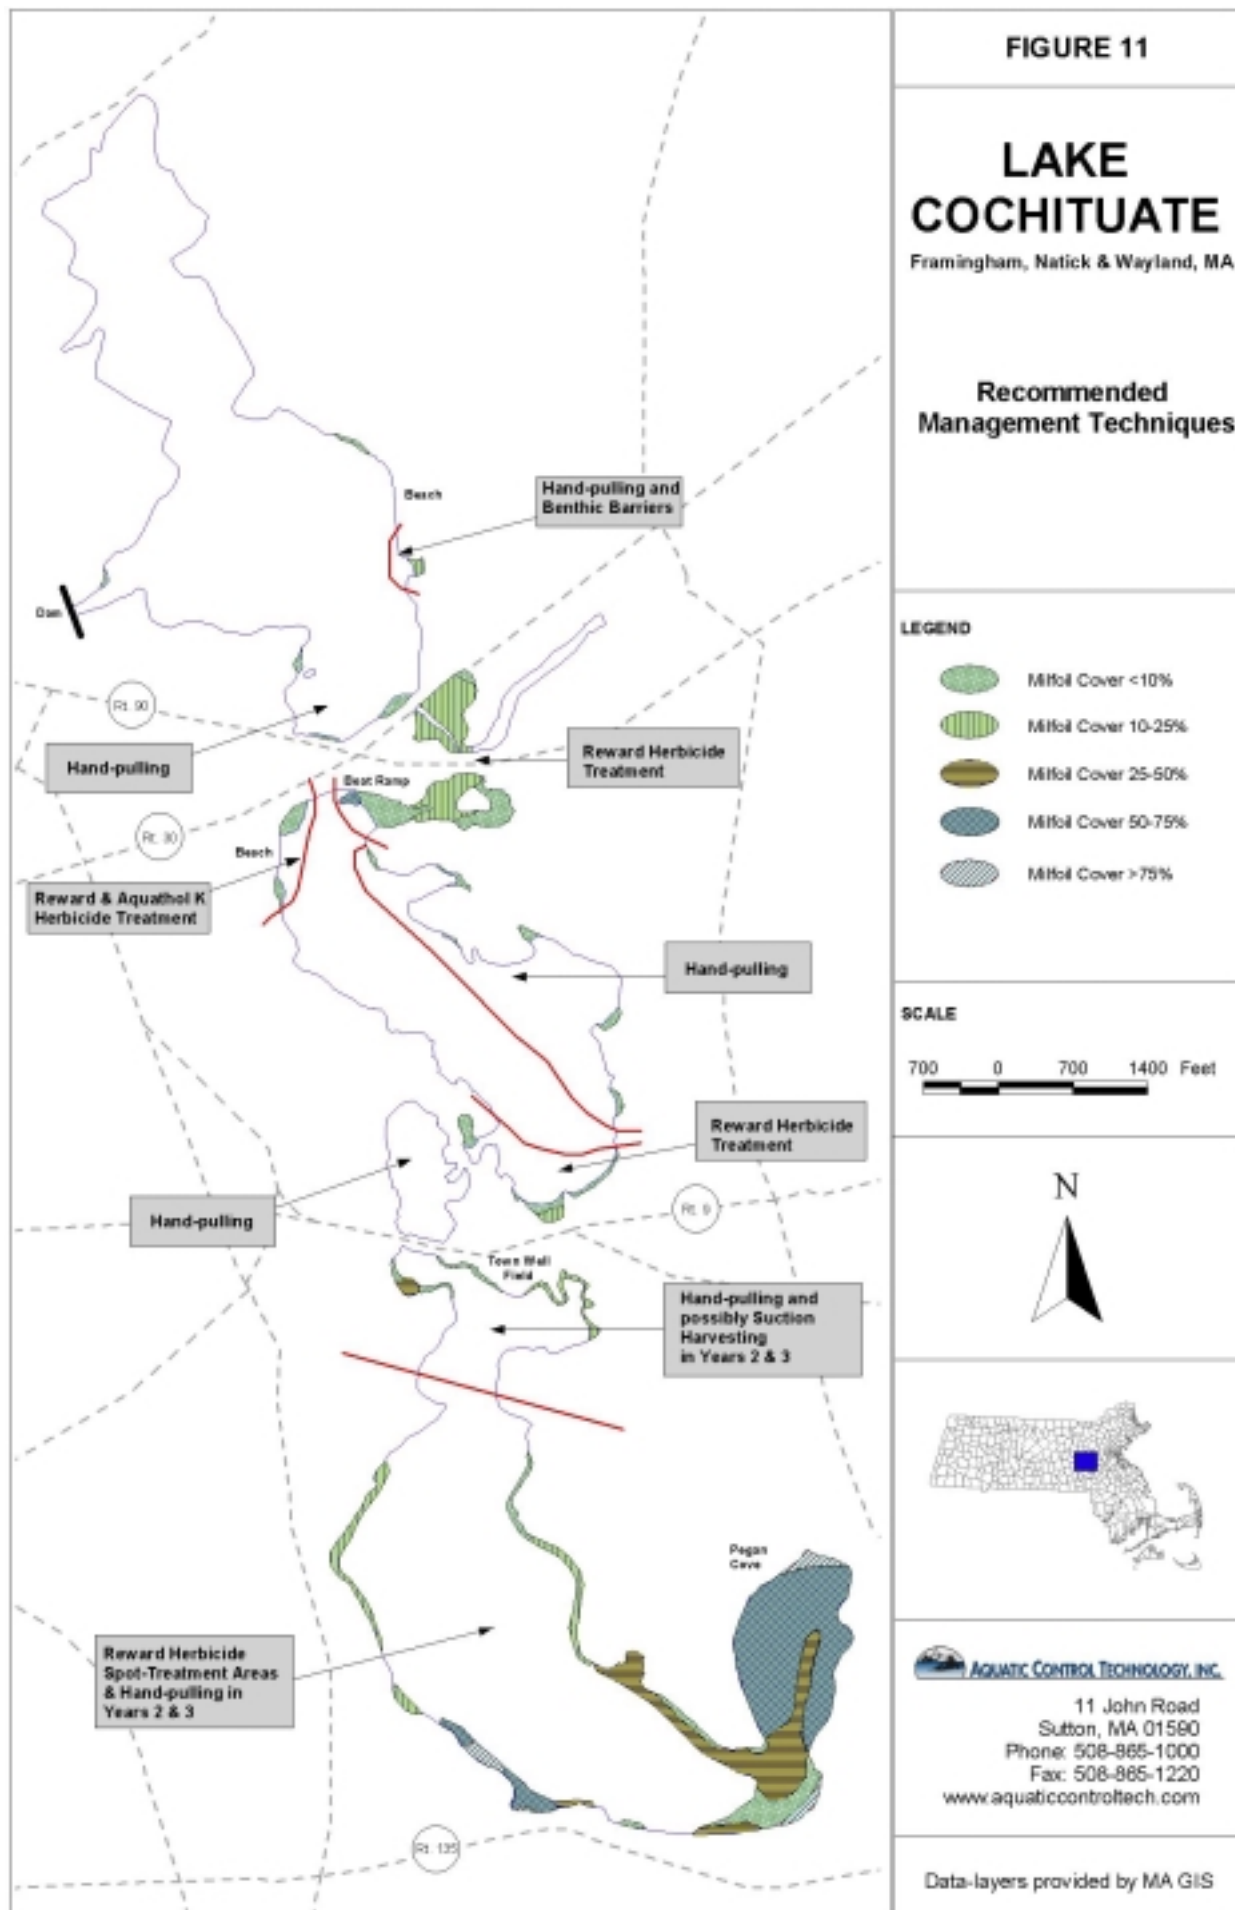 FIGURE 11
LAKE
COCHITUATE
Framingham, Natick & Wayland, MA
Recommended
Management Techniques
LEGEND
Milfoil Cover <10%
Milfoil Cover 10-25%
Milfoil Cover 25-50%
Milfoil Cover 50-75%
Milfoil Cover >75%
SCALE
700 0 700 1400 Feet
N
AQUATIC CONTROL TECHNOLOGY, INC.
11 John Road
Sutton, MA 01590
Phone: 508-865-1000
Fax: 508-865-1220
www.aquaticcontroltech.com
Data-layers provided by MA GIS
Beach
Hand-pulling and
Benthic Barriers
Dam
Rt. 90
Hand-pulling
Reward Herbicide
Treatment
Boat Ramp
Rt. 30
Beach
Reward & Aquathol K
Herbicide Treatment
Hand-pulling
Reward Herbicide
Treatment
Hand-pulling
Rt. 9
Town Well
Field
Hand-pulling and
possibly Suction
Harvesting
in Years 2 & 3
Pegan
Cove
Reward Herbicide
Spot-Treatment Areas
& Hand-pulling in
Years 2 & 3
Rt. 135